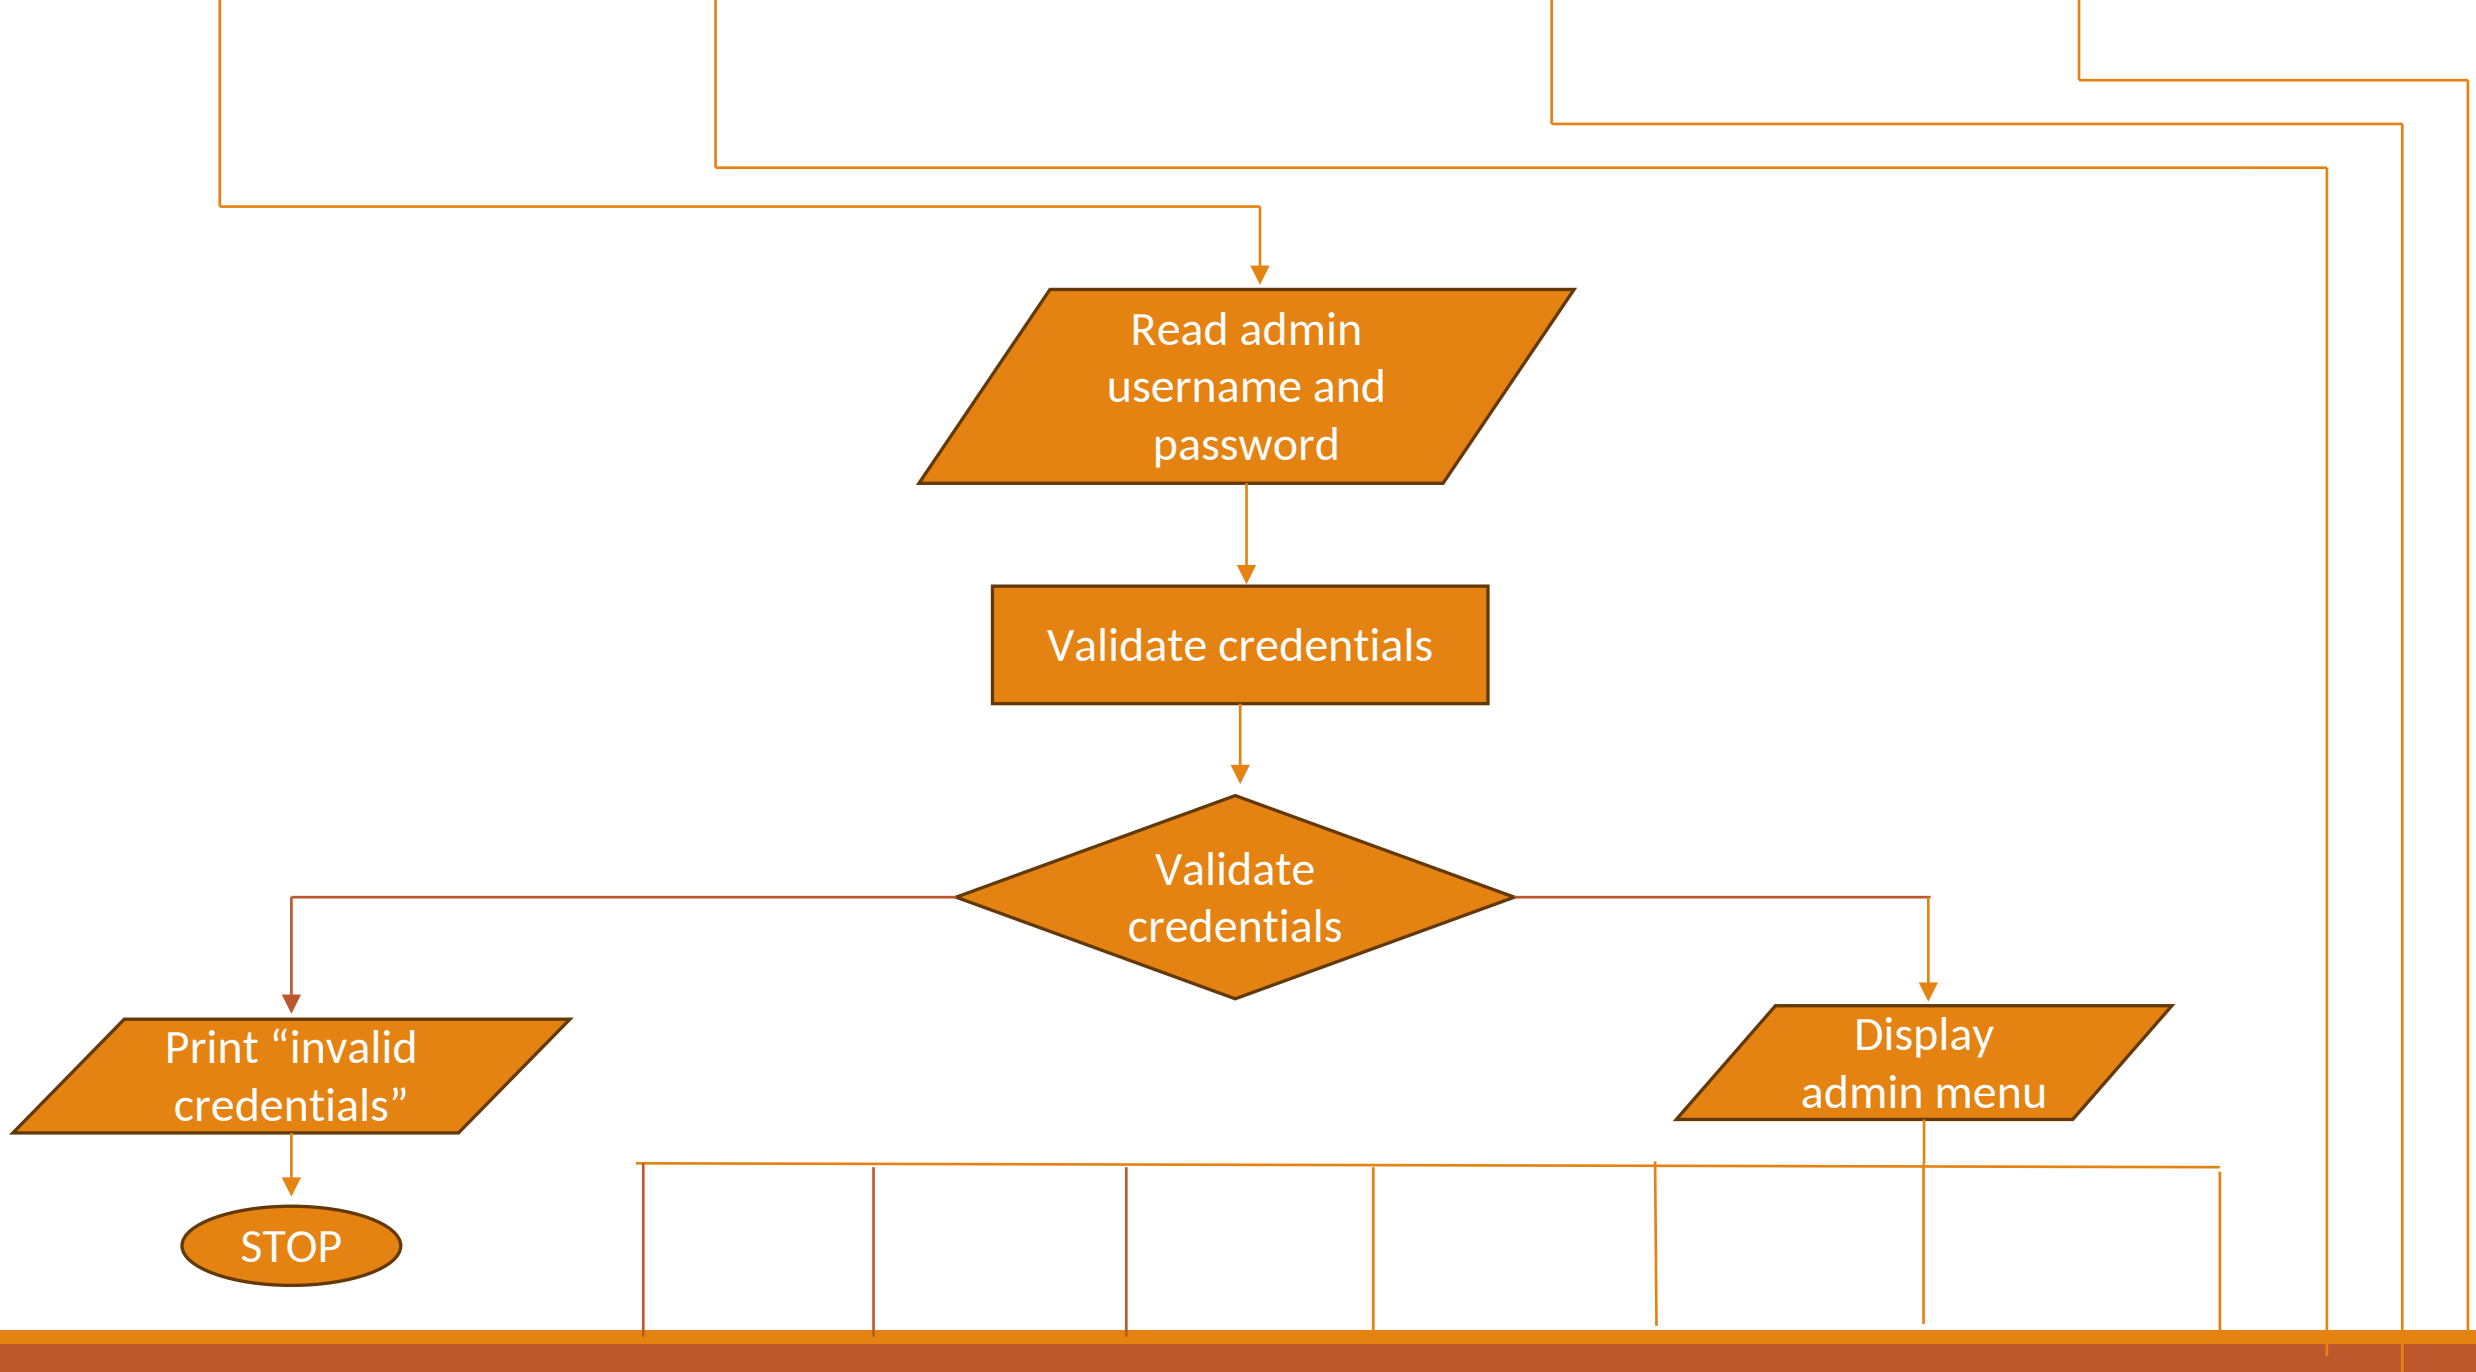 Read admin
username and
password
Validate credentials
Validate
credentials
Print “invalid
credentials”
Display
admin menu
STOP